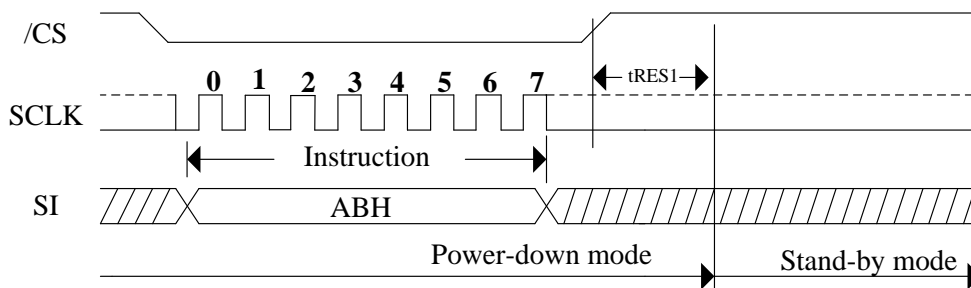 /CS
tRES1
0 1 2 3 4 5 6 7
SCLK
Instruction
SI
ABH
Power-down mode
Stand-by mode